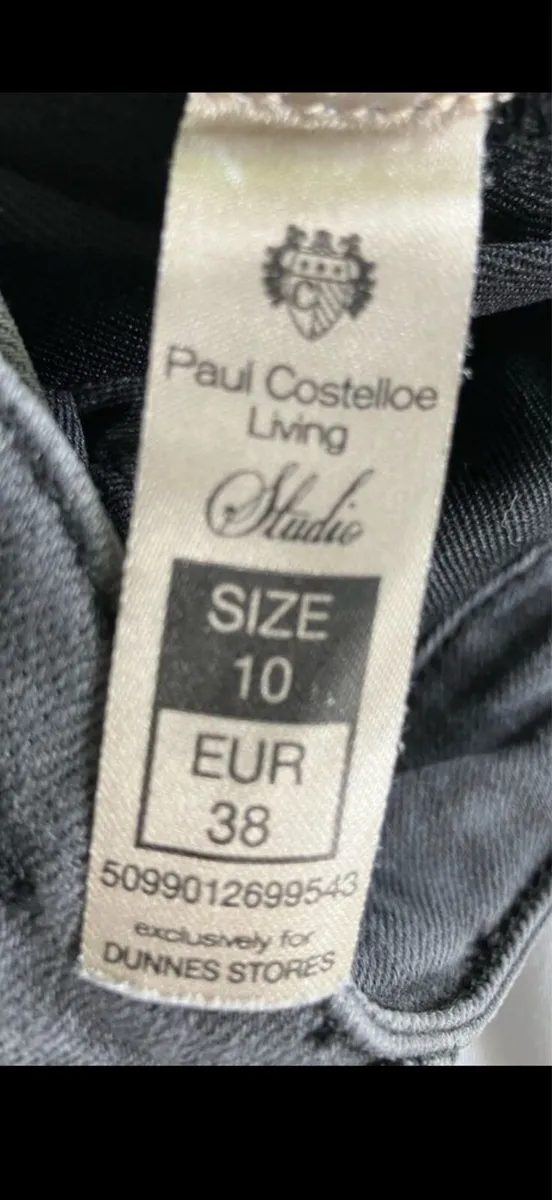 C
Paul Costelloe
Living
Studio
SIZE
10
EUR
38
5099012699543
exclusively for
DUNNES STORES